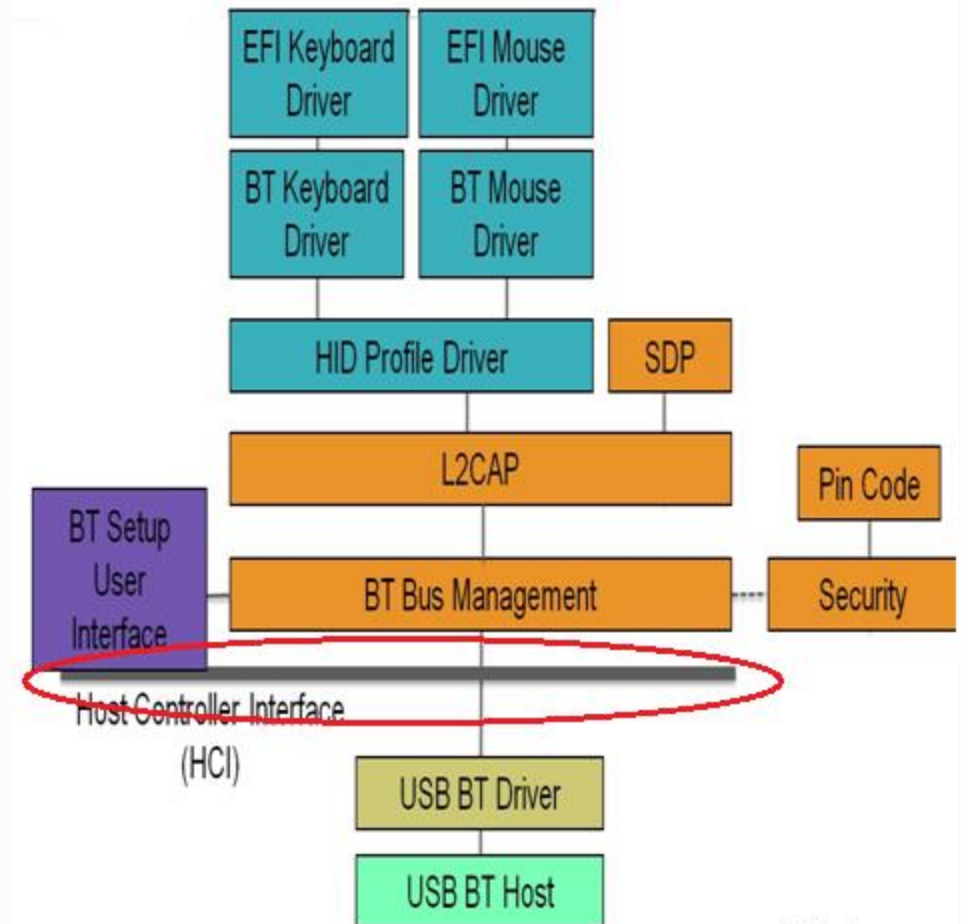 EFI Keyboard
Driver
EFI Mouse
Driver
BT Keyboard
Driver
BT Mouse
Driver
HID Profile Driver
SDP
L2CAP
Pin Code
BT Setup
User
Interface
BT Bus Management
Security
Host Controller Interface
(HCI)
USB BT Driver
USB BT Host